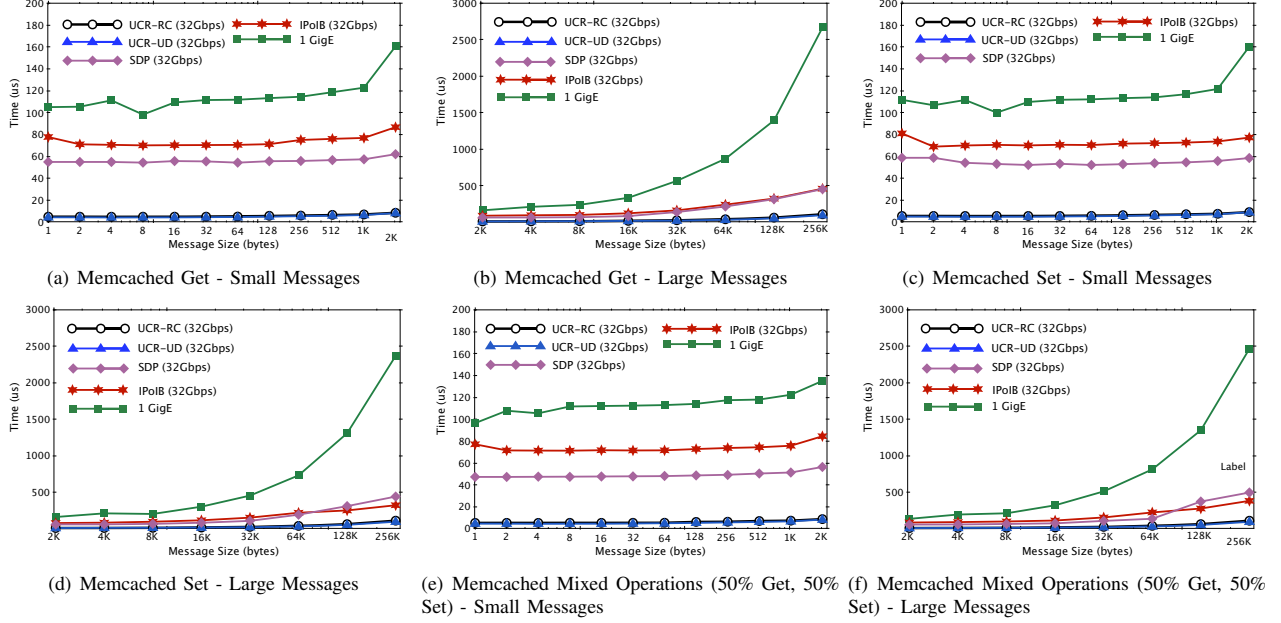 200
180
160
140
120
100
80
60
40
20
0
Time (us)
UCR-RC (32Gbps)
UCR-UD (32Gbps)
SDP (32Gbps)
IPoIB (32Gbps)
1 GigE
1 2 4 8 16 32 64 128 256 512 1K 2K
Message Size (bytes)
(a) Memcached Get - Small Messages
3000
2500
2000
1500
1000
500
Time (us)
UCR-RC (32Gbps)
UCR-UD (32Gbps)
SDP (32Gbps)
IPoIB (32Gbps)
1 GigE
2K 4K 8K 16K 32K 64K 128K 256K
Message Size (bytes)
(b) Memcached Get - Large Messages
200
180
160
140
120
100
80
60
40
20
0
Time (us)
UCR-RC (32Gbps)
UCR-UD (32Gbps)
SDP (32Gbps)
IPoIB (32Gbps)
1 GigE
1 2 4 8 16 32 64 128 256 512 1K 2K
Message Size (bytes)
(c) Memcached Set - Small Messages
3000
2500
2000
1500
1000
500
Time (us)
UCR-RC (32Gbps)
UCR-UD (32Gbps)
SDP (32Gbps)
IPoIB (32Gbps)
1 GigE
2K 4K 8K 16K 32K 64K 128K 256K
Message Size (bytes)
(d) Memcached Set - Large Messages
200
180
160
140
120
100
80
60
40
20
0
Time (us)
UCR-RC (32Gbps)
UCR-UD (32Gbps)
SDP (32Gbps)
IPoIB (32Gbps)
1 GigE
1 2 4 8 16 32 64 128 256 512 1K 2K
Message Size (bytes)
(e) Memcached Mixed Operations (50% Get, 50%
Set) - Small Messages
3000
2500
2000
1500
1000
500
Time (us)
UCR-RC (32Gbps)
UCR-UD (32Gbps)
SDP (32Gbps)
IPoIB (32Gbps)
1 GigE
Label
2K 4K 8K 16K 32K 64K 128K 256K
Message Size (bytes)
(f) Memcached Mixed Operations (50% Get, 50%
Set) - Large Messages